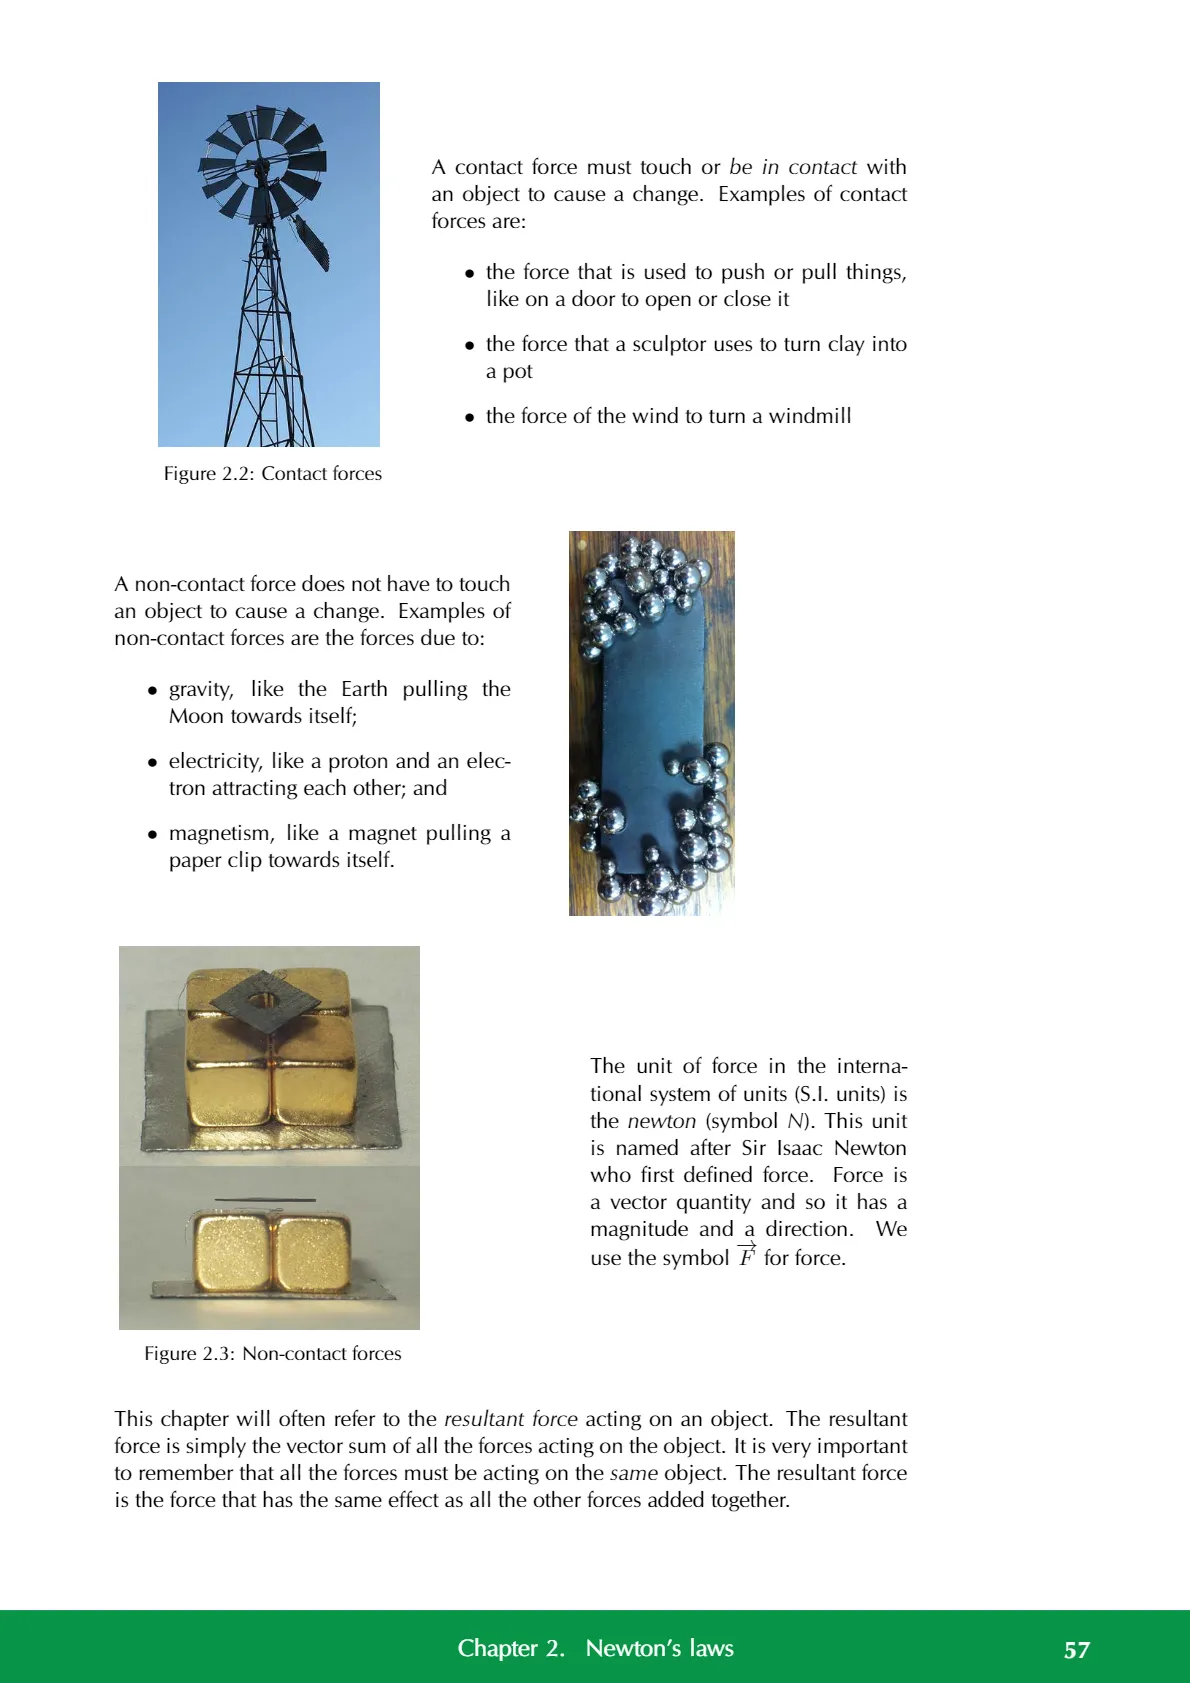 A contact force must touch or be in contact with
an object to cause a change. Examples of contact
forces are:
• the force that is used to push or pull things,
like on a door to open or close it
• the force that a sculptor uses to turn clay into
a pot
• the force of the wind to turn a windmill
Figure 2.2: Contact forces
A non-contact force does not have to touch
an object to cause a change. Examples of
non-contact forces are the forces due to:
• gravity, like the Earth pulling the
Moon towards itself;
• electricity, like a proton and an elec-
tron attracting each other; and
• magnetism, like a magnet pulling a
paper clip towards itself.
The unit of force in the interna-
tional system of units (S.I. units) is
the newton (symbol N). This unit
is named after Sir Isaac Newton
who first defined force. Force is
a vector quantity and so it has a
magnitude and a direction. We
use the symbol F⃗ for force.
Figure 2.3: Non-contact forces
This chapter will often refer to the resultant force acting on an object. The resultant
force is simply the vector sum of all the forces acting on the object. It is very important
to remember that all the forces must be acting on the same object. The resultant force
is the force that has the same effect as all the other forces added together.
Chapter 2. Newton’s laws 57